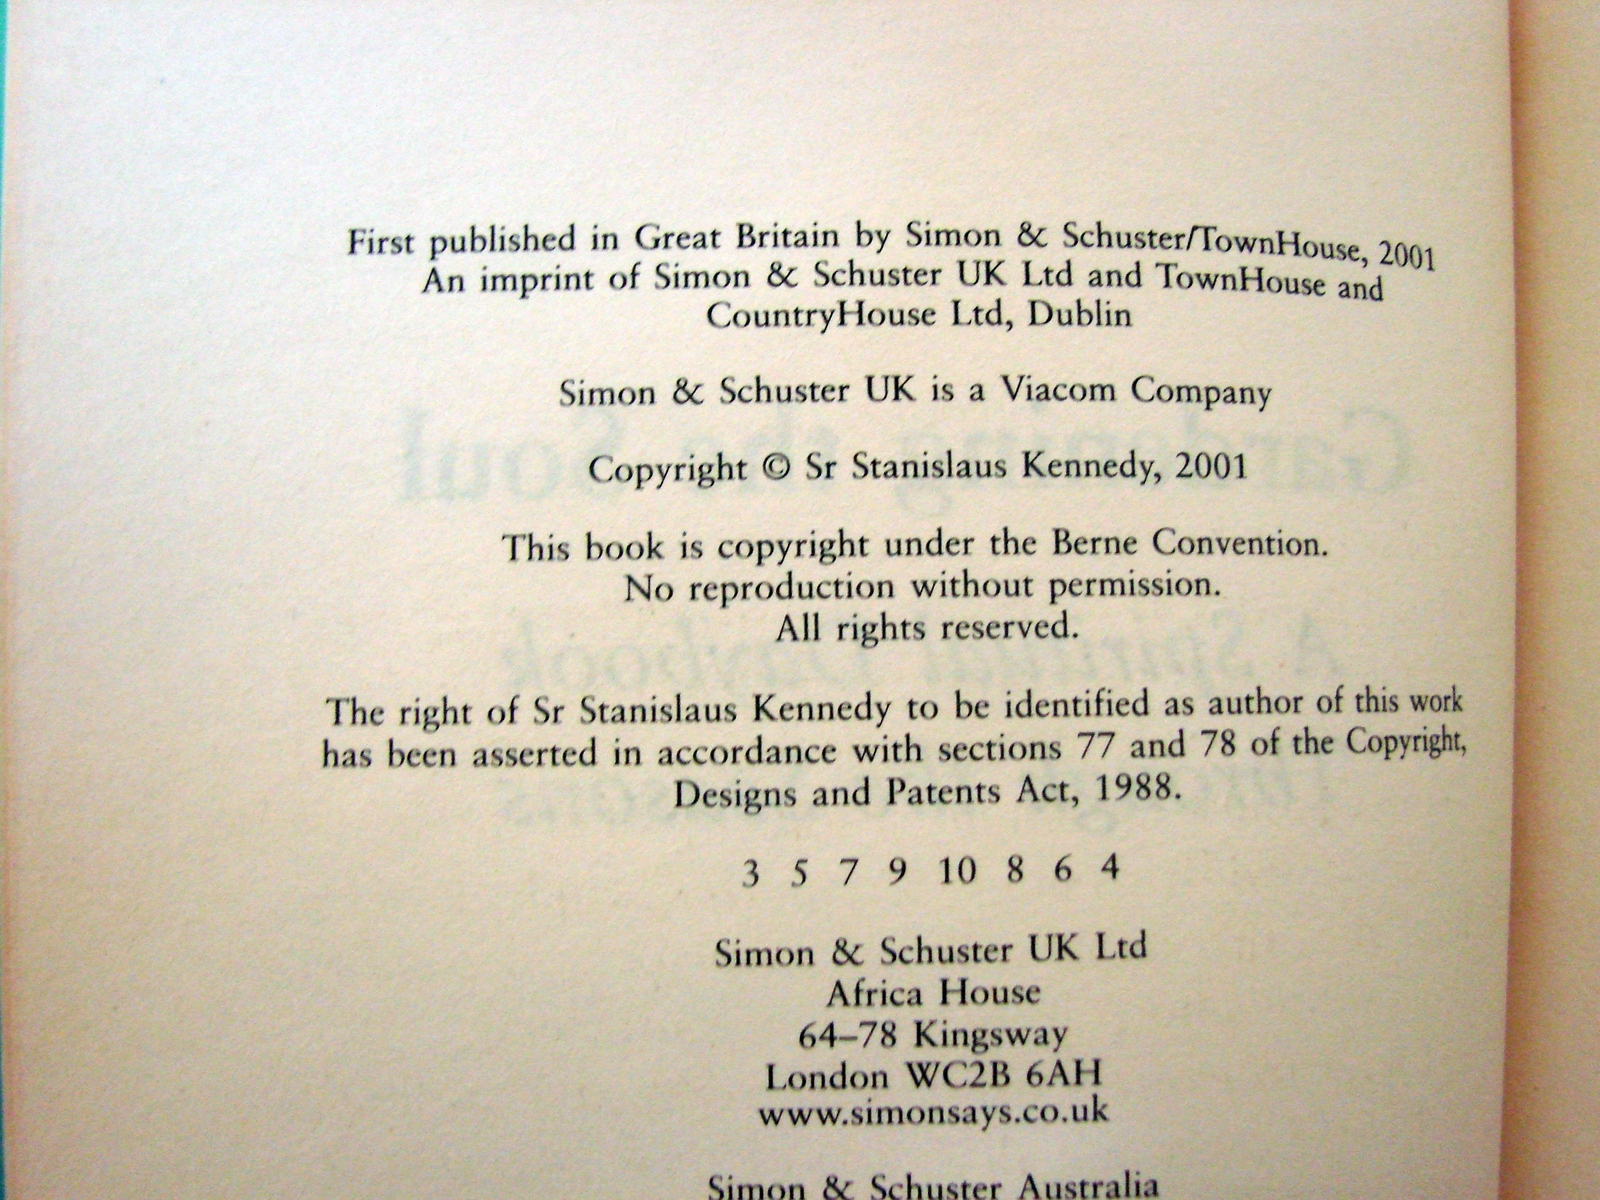 First published in Great Britain by Simon & Schuster/TownHouse, 2001
An imprint of Simon & Schuster UK Ltd and TownHouse and
CountryHouse Ltd, Dublin
Simon & Schuster UK is a Viacom Company
Copyright © Sr Stanislaus Kennedy, 2001
This book is copyright under the Berne Convention.
No reproduction without permission.
All rights reserved.
The right of Sr Stanislaus Kennedy to be identified as author of this work
has been asserted in accordance with sections 77 and 78 of the Copyright,
Designs and Patents Act, 1988.
3 5 7 9 10 8 6 4
Simon & Schuster UK Ltd
Africa House
64–78 Kingsway
London WC2B 6AH
www.simonsays.co.uk
Simon & Schuster Australia